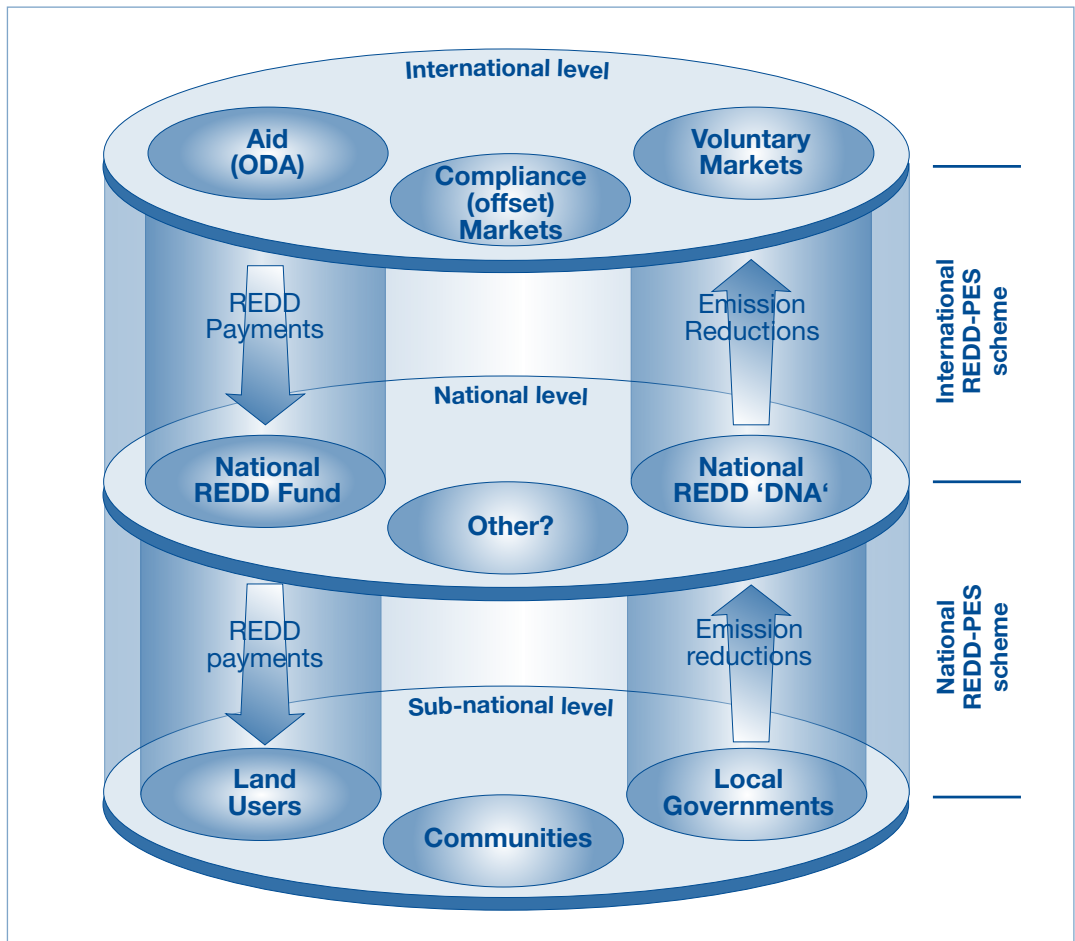 International level
Aid
(ODA)
Compliance
(offset)
Markets
Voluntary
Markets
REDD
Payments
Emission
Reductions
International
REDD-PES
scheme
National level
National
REDD Fund
Other?
National
REDD ‘DNA‘
REDD
payments
Emission
reductions
National
REDD-PES
scheme
Sub-national level
Land
Users
Communities
Local
Governments